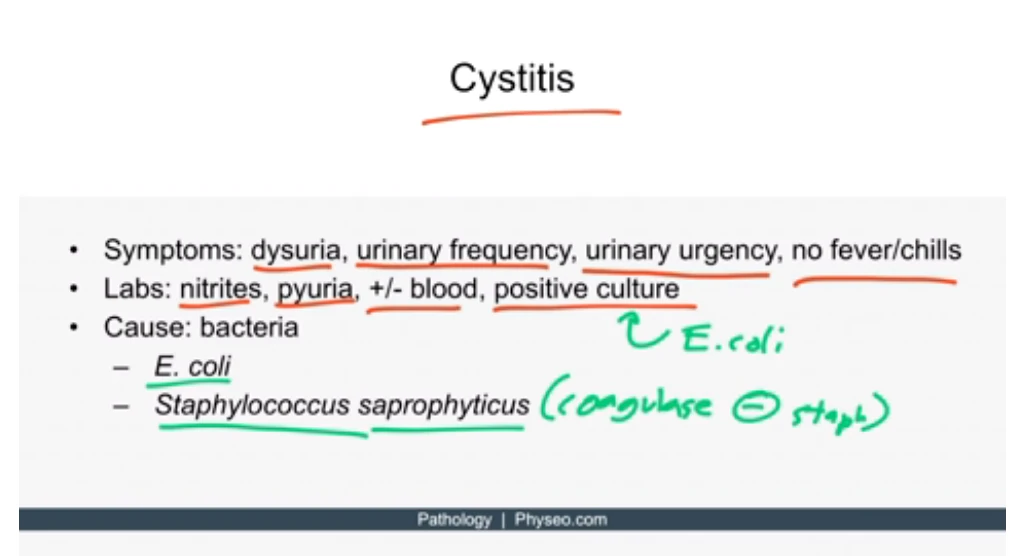 Cystitis
• Symptoms: dysuria, urinary frequency, urinary urgency, no fever/chills
• Labs: nitrites, pyuria, +/- blood, positive culture
• Cause: bacteria
E.coli
– E. coli
– Staphylococcus saprophyticus (coagulase ⊖ staph)
Pathology | Physeo.com